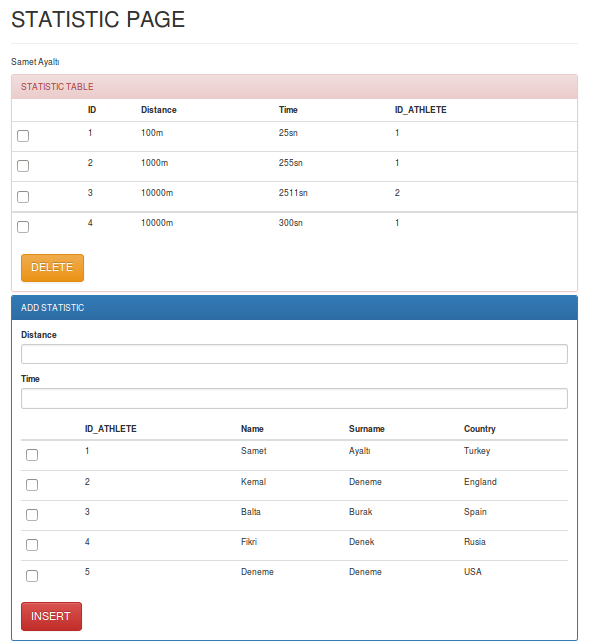 STATISTIC PAGE
Samet Ayaltı
STATISTIC TABLE
ID Distance Time ID_ATHLETE
1 100m 25sn 1
2 1000m 255sn 1
3 10000m 2511sn 2
4 10000m 300sn 1
DELETE
ADD STATISTIC
Distance
Time
ID_ATHLETE Name Surname Country
1 Samet Ayaltı Turkey
2 Kemal Deneme England
3 Balta Burak Spain
4 Fikri Denek Rusia
5 Deneme Deneme USA
INSERT